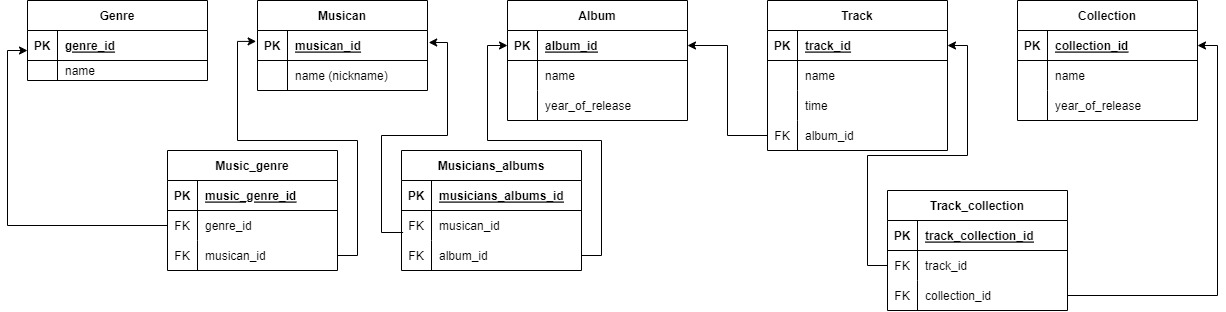 Genre
PK genre_id
name
Musican
PK musican_id
name (nickname)
Album
PK album_id
name
year_of_release
Track
PK track_id
name
time
FK album_id
Collection
PK collection_id
name
year_of_release
Music_genre
PK music_genre_id
FK genre_id
FK musican_id
Musicians_albums
PK musicians_albums_id
FK musican_id
FK album_id
Track_collection
PK track_collection_id
FK track_id
FK collection_id